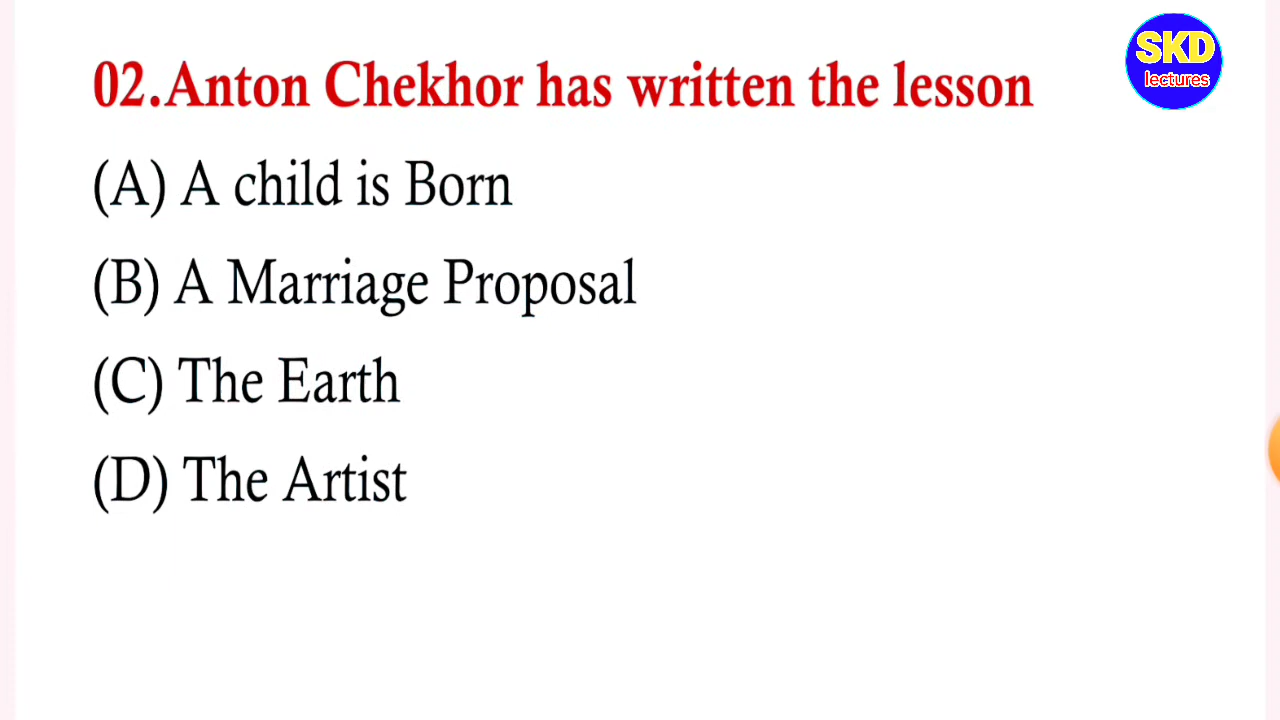 SKD
lectures
02.Anton Chekhor has written the lesson
(A) A child is Born
(B) A Marriage Proposal
(C) The Earth
(D) The Artist